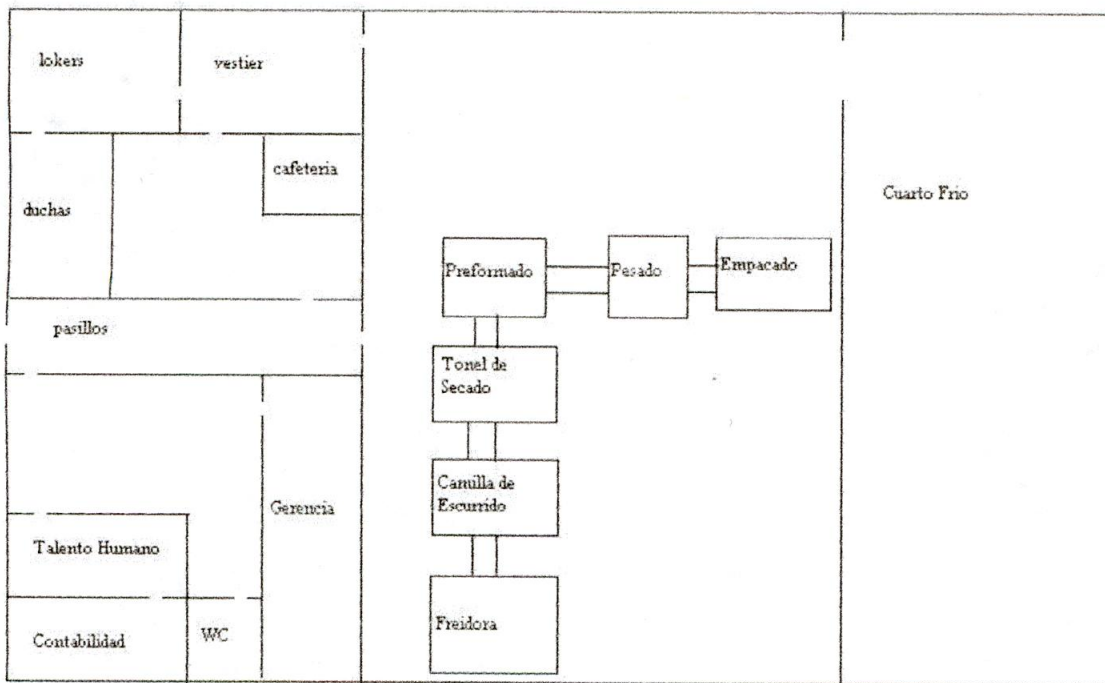 lokers
vestier
cafeteria
duchas
Cuarto Frio
Preformado
Pesado
Empacado
pasillos
Tonel de
Secado
Camilla de
Escurrido
Gerencia
Talento Humano
Freidora
Contabilidad
WC